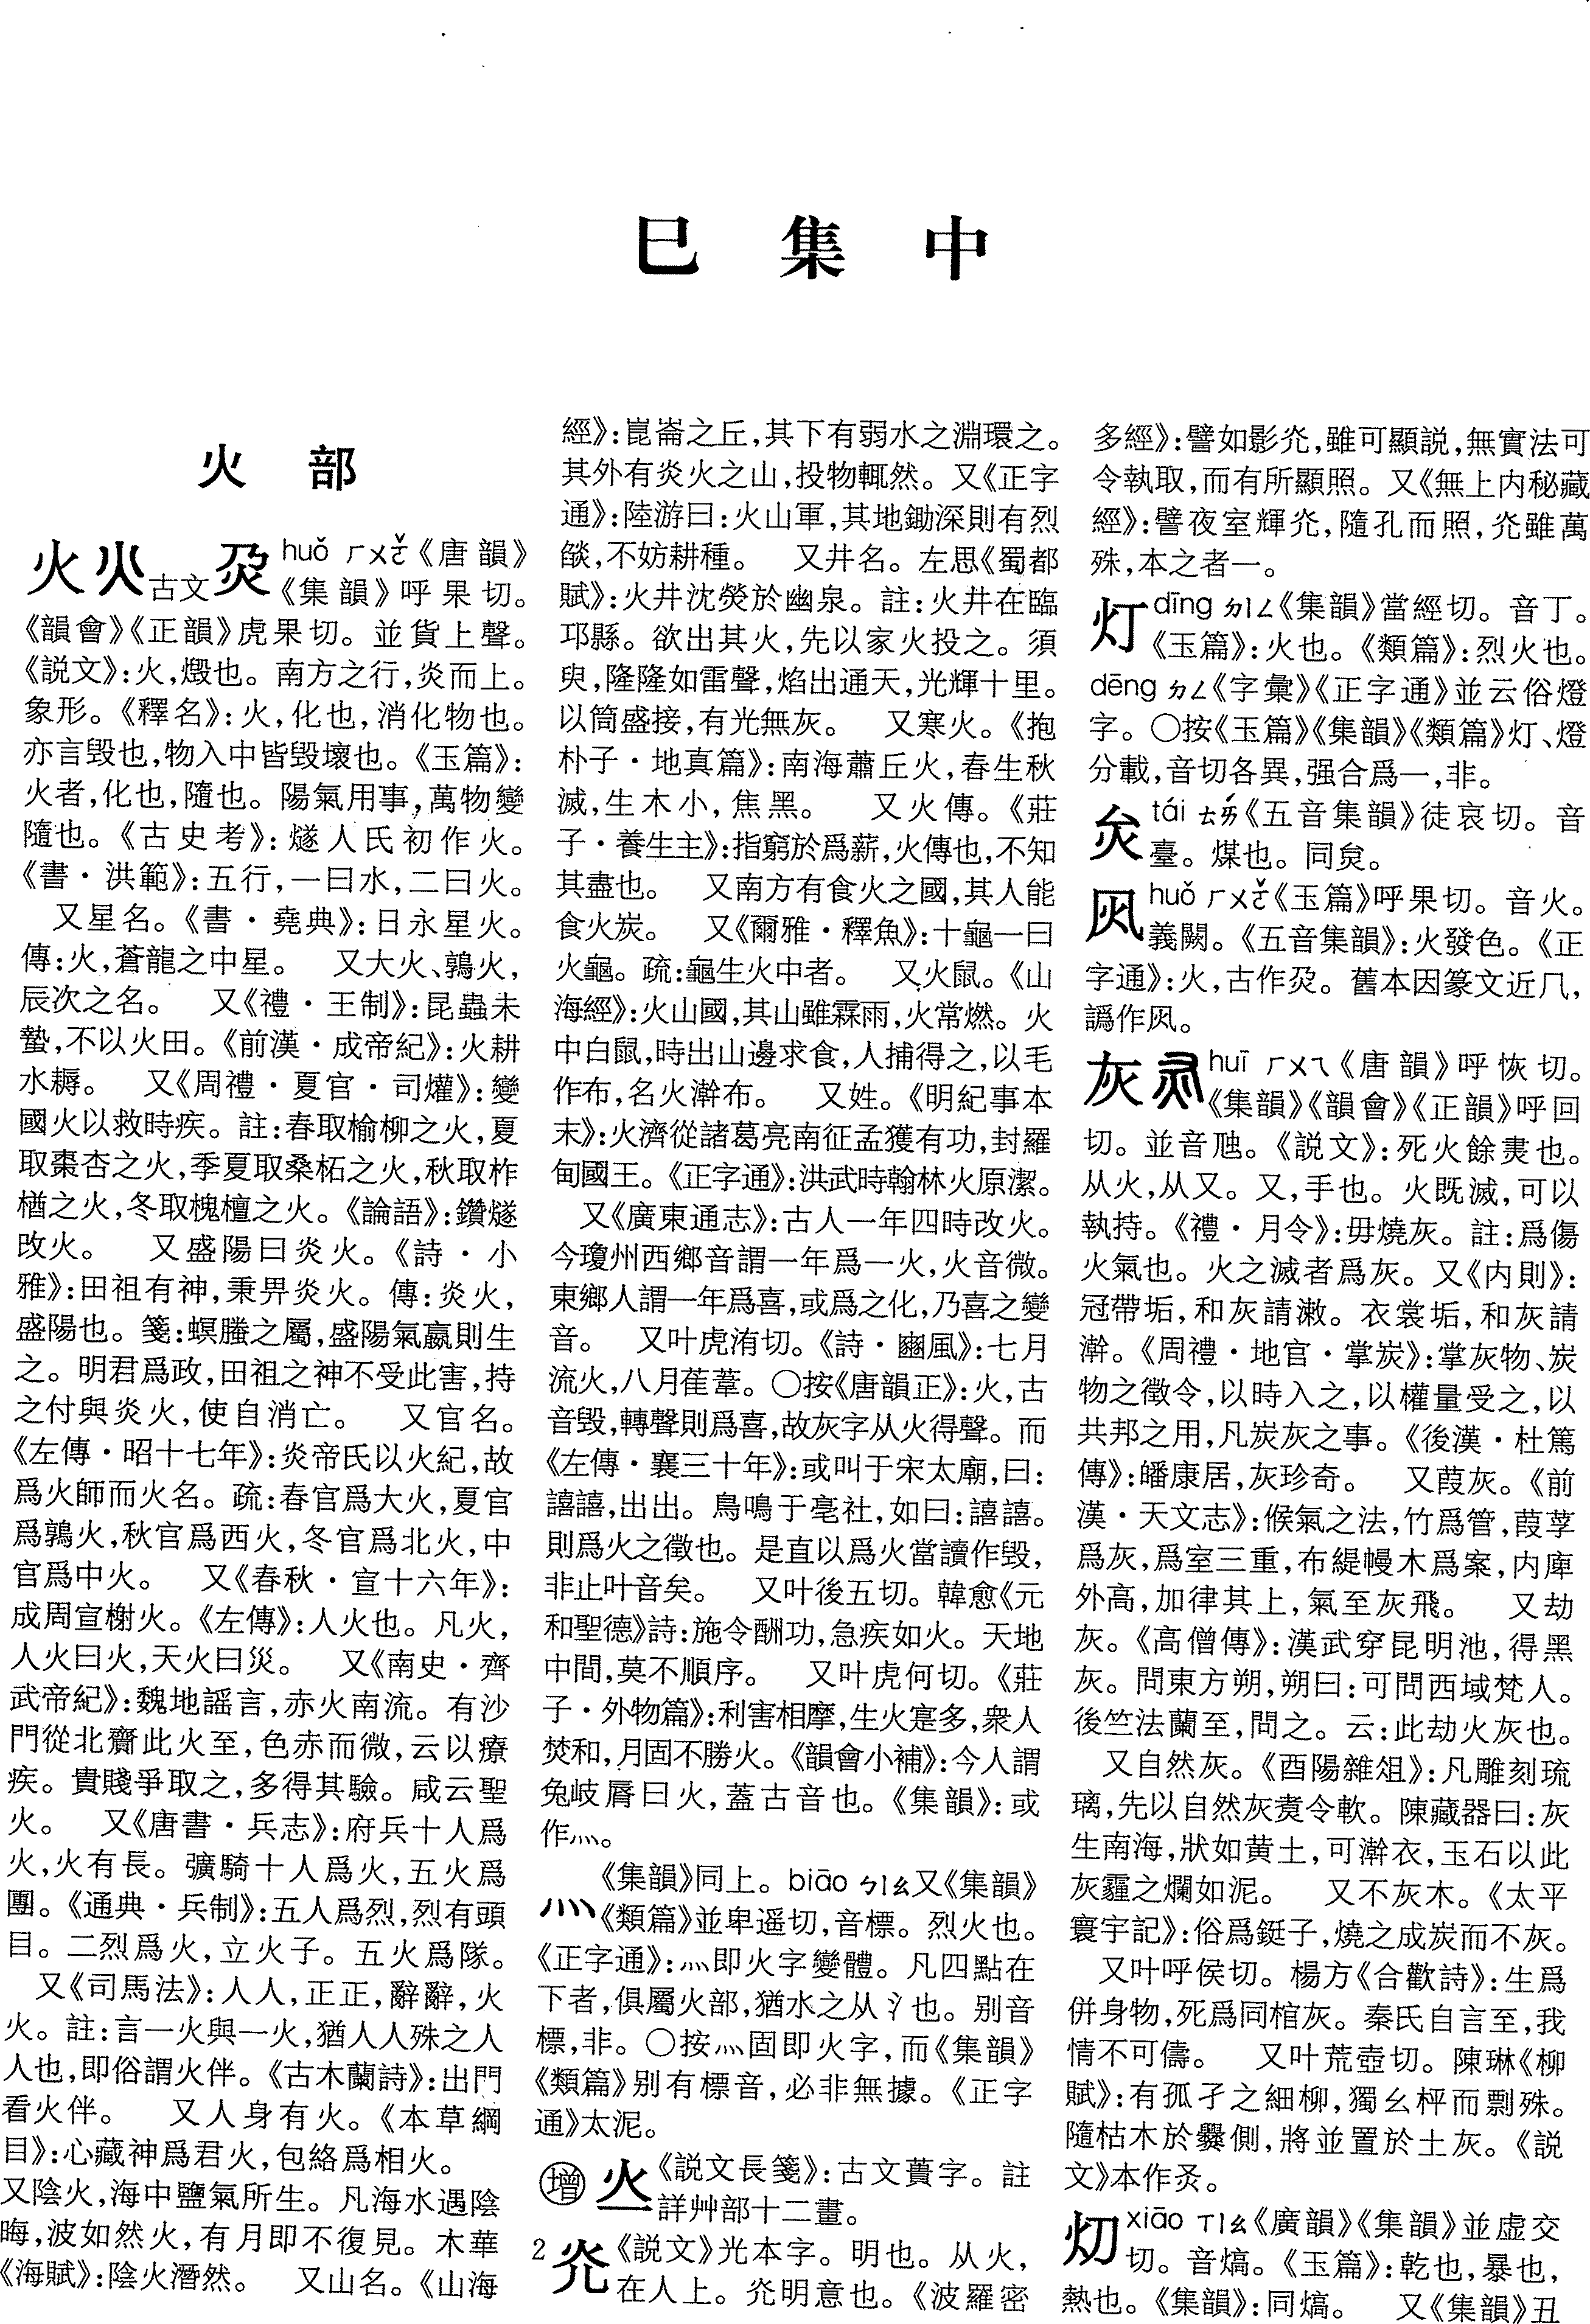 巳集中
火部
火 火 古文 𤆄 huǒ ㄏㄨㄛˇ《唐韻》
《集韻》呼果切。
《韻會》《正韻》虎果切。並貨上聲。
《説文》:火,燬也。南方之行,炎而上。
象形。《釋名》:火,化也,消化物也。
亦言毁也,物入中皆毁壞也。《玉篇》:
火者,化也,隨也。陽氣用事,萬物變
隨也。《古史考》:燧人氏初作火。
《書·洪範》:五行,一曰水,二曰火。
又星名。《書·堯典》:日永星火。
傳:火,蒼龍之中星。 又大火、鶉火,
辰次之名。 又《禮·王制》:昆蟲未
蟄,不以火田。《前漢·成帝紀》:火耕
水耨。 又《周禮·夏官·司爟》:變
國火以救時疾。註:春取榆柳之火,夏
取棗杏之火,季夏取桑柘之火,秋取柞
楢之火,冬取槐檀之火。《論語》:鑽燧
改火。 又盛陽曰炎火。《詩·小
雅》:田祖有神,秉畀炎火。傳:炎火,
盛陽也。箋:螟螣之屬,盛陽氣嬴則生
之。明君爲政,田祖之神不受此害,持
之付與炎火,使自消亡。 又官名。
《左傳·昭十七年》:炎帝氏以火紀,故
爲火師而火名。疏:春官爲大火,夏官
爲鶉火,秋官爲西火,冬官爲北火,中
官爲中火。 又《春秋·宣十六年》:
成周宣榭火。《左傳》:人火也。凡火,
人火曰火,天火曰災。 又《南史·齊
武帝紀》:魏地謡言,赤火南流。有沙
門從北齎此火至,色赤而微,云以療
疾。貴賤爭取之,多得其驗。咸云聖
火。 又《唐書·兵志》:府兵十人爲
火,火有長。彍騎十人爲火,五火爲
團。《通典·兵制》:五人爲烈,烈有頭
目。二烈爲火,立火子。五火爲隊。
又《司馬法》:人人,正正,辭辭,火
火。註:言一火與一火,猶人人殊之人
人也,即俗謂火伴。《古木蘭詩》:出門
看火伴。 又人身有火。《本草綱
目》:心藏神爲君火,包絡爲相火。
又陰火,海中鹽氣所生。凡海水遇陰
晦,波如然火,有月即不復見。木華
《海賦》:陰火潛然。 又山名。《山海
經》:崑崙之丘,其下有弱水之淵環之。
其外有炎火之山,投物輒然。又《正字
通》:陸游曰:火山軍,其地鋤深則有烈
燄,不妨耕種。 又井名。左思《蜀都
賦》:火井沈熒於幽泉。註:火井在臨
邛縣。欲出其火,先以家火投之。須
臾,隆隆如雷聲,焰出通天,光輝十里。
以筒盛接,有光無灰。 又寒火。《抱
朴子·地真篇》:南海蕭丘火,春生秋
滅,生木小,焦黑。 又火傳。《莊
子·養生主》:指窮於爲薪,火傳也,不知
其盡也。 又南方有食火之國,其人能
食火炭。 又《爾雅·釋魚》:十龜一曰
火龜。疏:龜生火中者。 又火鼠。《山
海經》:火山國,其山雖霖雨,火常燃。火
中白鼠,時出山邊求食,人捕得之,以毛
作布,名火澣布。 又姓。《明紀事本
末》:火濟從諸葛亮南征孟獲有功,封羅
甸國王。《正字通》:洪武時翰林火原潔。
又《廣東通志》:古人一年四時改火。
今瓊州西鄉音謂一年爲一火,火音微。
東鄉人謂一年爲喜,或爲之化,乃喜之變
音。 又叶虎洧切。《詩·豳風》:七月
流火,八月萑葦。○按《唐韻正》:火,古
音毁,轉聲則爲喜,故灰字从火得聲。而
《左傳·襄三十年》:或叫于宋太廟,曰:
譆譆,出出。鳥鳴于亳社,如曰:譆譆。
則爲火之徵也。是直以爲火當讀作毁,
非止叶音矣。 又叶後五切。韓愈《元
和聖德》詩:施令酬功,急疾如火。天地
中間,莫不順序。 又叶虎何切。《莊
子·外物篇》:利害相摩,生火寔多,衆人
焚和,月固不勝火。《韻會小補》:今人謂
兔岐脣曰火,蓋古音也。《集韻》:或
作灬。
灬 《集韻》同上。biāo ㄅㄧㄠ又《集韻》
《類篇》並卑遥切,音標。烈火也。
《正字通》:灬即火字變體。凡四點在
下者,俱屬火部,猶水之从氵也。别音
標,非。○按灬固即火字,而《集韻》
《類篇》别有標音,必非無據。《正字
通》太泥。
增 《説文長箋》:古文蕢字。註
詳艸部十二畫。
2 灮 《説文》光本字。明也。从火,
在人上。灮明意也。《波羅密
多經》:譬如影灮,雖可顯説,無實法可
令執取,而有所顯照。又《無上内秘藏
經》:譬夜室輝灮,隨孔而照,灮雖萬
殊,本之者一。
灯 dīng ㄉㄧㄥ《集韻》當經切。音丁。
《玉篇》:火也。《類篇》:烈火也。
dēng ㄉㄥ《字彙》《正字通》並云俗燈
字。○按《玉篇》《集韻》《類篇》灯、燈
分載,音切各異,强合爲一,非。
灻 tái ㄊㄞˊ《五音集韻》徒哀切。音
臺。煤也。同炱。
凨 huǒ ㄏㄨㄛˇ《玉篇》呼果切。音火。
義闕。《五音集韻》:火發色。《正
字通》:火,古作𤆄。舊本因篆文近几,
譌作。
灰 huī ㄏㄨㄟ《唐韻》呼恢切。
《集韻》《韻會》《正韻》呼回
切。並音虺。《説文》:死火餘㶳也。
从火,从又。又,手也。火既滅,可以
執持。《禮·月令》:毋燒灰。註:爲傷
火氣也。火之滅者爲灰。又《内則》:
冠帶垢,和灰請漱。衣裳垢,和灰請
澣。《周禮·地官·掌炭》:掌灰物、炭
物之徵令,以時入之,以權量受之,以
共邦之用,凡炭灰之事。《後漢·杜篤
傳》:皤康居,灰珍奇。 又葭灰。《前
漢·天文志》:候氣之法,竹爲管,葭莩
爲灰,爲室三重,布緹幔木爲案,内庳
外高,加律其上,氣至灰飛。 又劫
灰。《高僧傳》:漢武穿昆明池,得黑
灰。問東方朔,朔曰:可問西域梵人。
後竺法蘭至,問之。云:此劫火灰也。
又自然灰。《酉陽雜俎》:凡雕刻琉
璃,先以自然灰煑令軟。陳藏器曰:灰
生南海,狀如黄土,可澣衣,玉石以此
灰霾之爛如泥。 又不灰木。《太平
寰宇記》:俗爲鋌子,燒之成炭而不灰。
又叶呼侯切。楊方《合歡詩》:生爲
併身物,死爲同棺灰。秦氏自言至,我
情不可儔。 又叶荒壺切。陳琳《柳
賦》:有孤孑之細柳,獨幺枰而剽殊。
隨枯木於爨側,將並置於土灰。《説
文》本作灰。
灱 xiāo ㄒㄧㄠ《廣韻》《集韻》並虚交
切。音熇。《玉篇》:乾也,暴也,
熱也。《集韻》:同熇。 又《集韻》丑